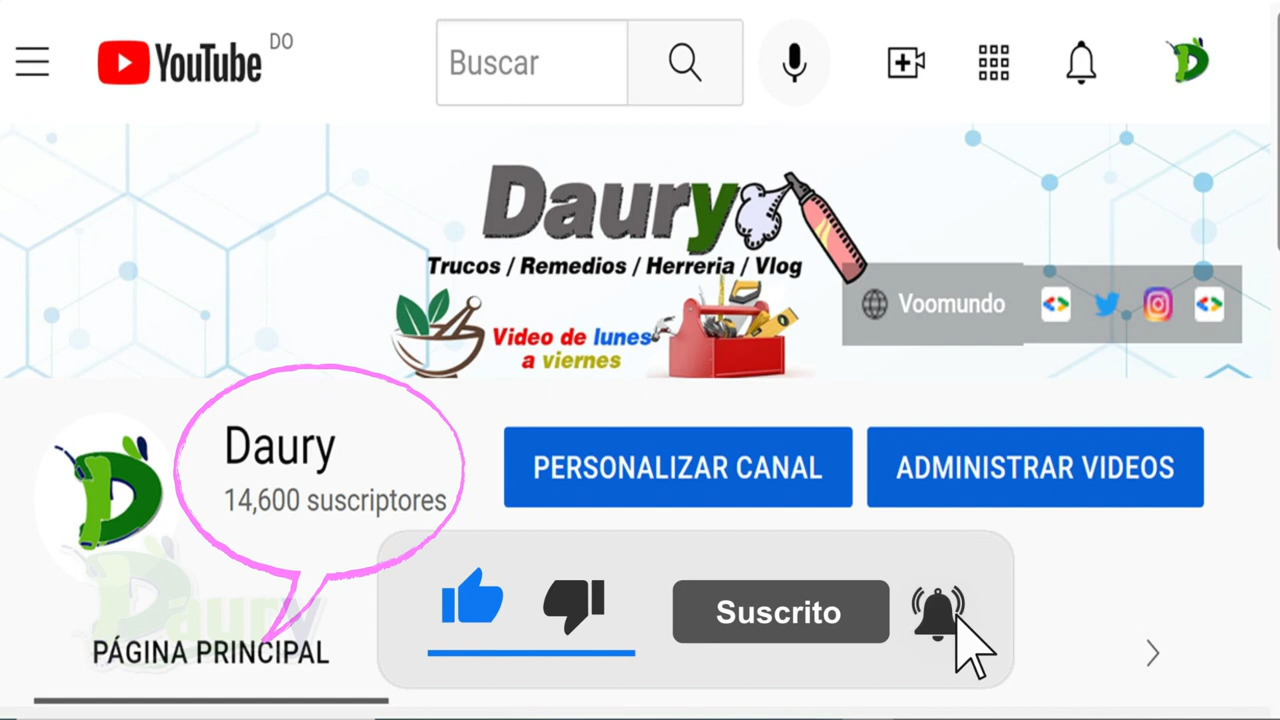 YouTube DO
Buscar
Daury
Trucos / Remedios / Herreria / Vlog
Voomundo
Video de lunes
a viernes
Daury
14,600 suscriptores
PERSONALIZAR CANAL
ADMINISTRAR VIDEOS
D
Daury
Suscrito
PÁGINA PRINCIPAL